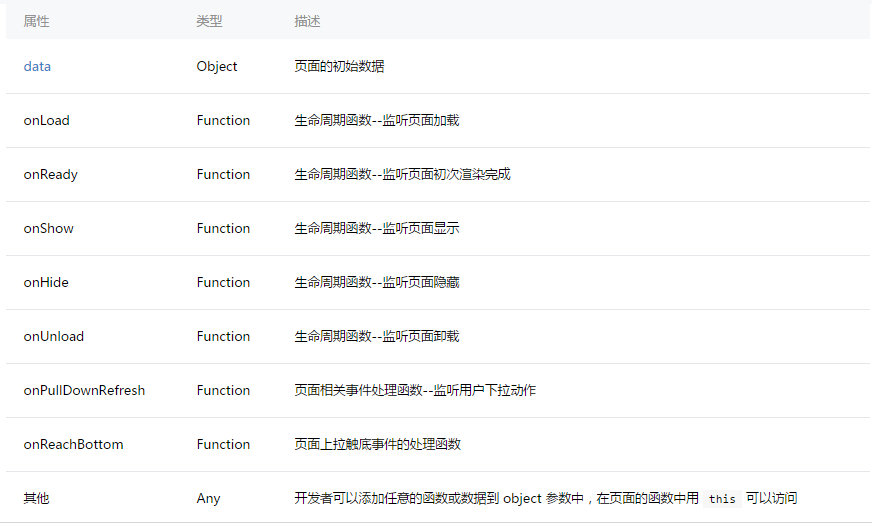 属性 类型 描述
data Object 页面的初始数据
onLoad Function 生命周期函数--监听页面加载
onReady Function 生命周期函数--监听页面初次渲染完成
onShow Function 生命周期函数--监听页面显示
onHide Function 生命周期函数--监听页面隐藏
onUnload Function 生命周期函数--监听页面卸载
onPullDownRefresh Function 页面相关事件处理函数--监听用户下拉动作
onReachBottom Function 页面上拉触底事件的处理函数
其他 Any 开发者可以添加任意的函数或数据到 object 参数中，在页面的函数中用 this 可以访问